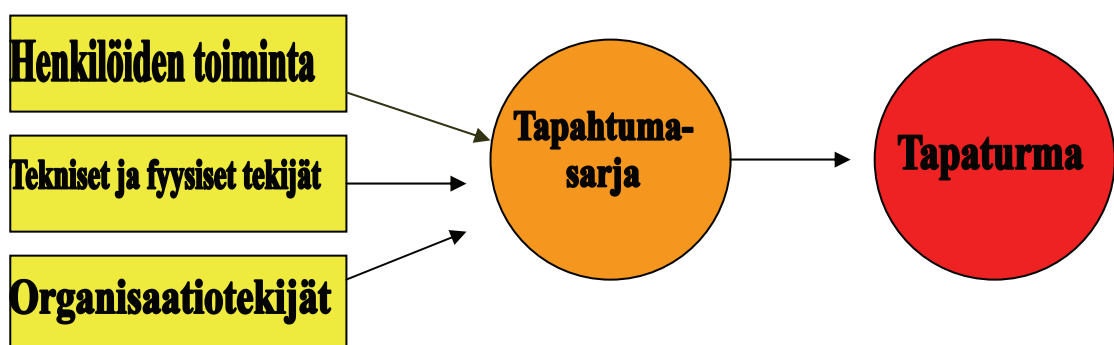 Henkilöiden toiminta
Tekniset ja fyysiset tekijät
Organisaatiotekijät
Tapahtuma-
sarja
Tapaturma